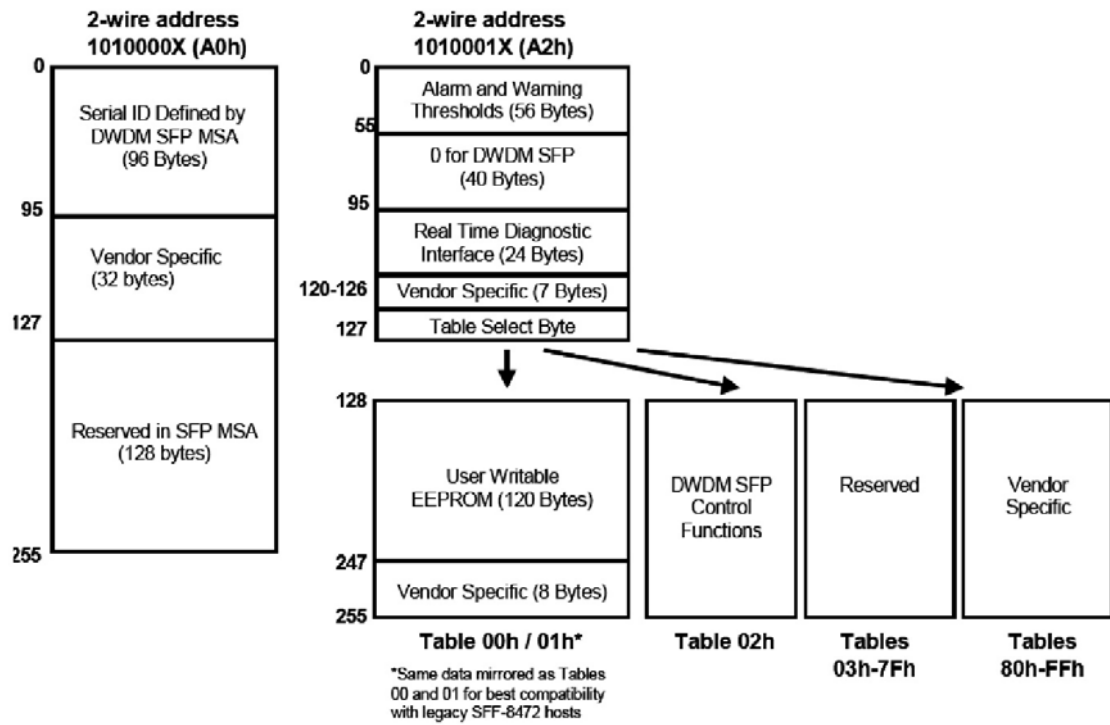 2-wire address
1010000X (A0h)
0
Serial ID Defined by
DWDM SFP MSA
(96 Bytes)
95
Vendor Specific
(32 bytes)
127
Reserved in SFP MSA
(128 bytes)
255
2-wire address
1010001X (A2h)
0
Alarm and Warning
Thresholds (56 Bytes)
55
0 for DWDM SFP
(40 Bytes)
95
Real Time Diagnostic
Interface (24 Bytes)
120-126
Vendor Specific (7 Bytes)
127
Table Select Byte
128
User Writable
EEPROM (120 Bytes)
247
Vendor Specific (8 Bytes)
255
Table 00h / 01h*
*Same data mirrored as Tables
00 and 01 for best compatibility
with legacy SFF-8472 hosts
DWDM SFP
Control
Functions
Table 02h
Reserved
Tables
03h-7Fh
Vendor
Specific
Tables
80h-FFh